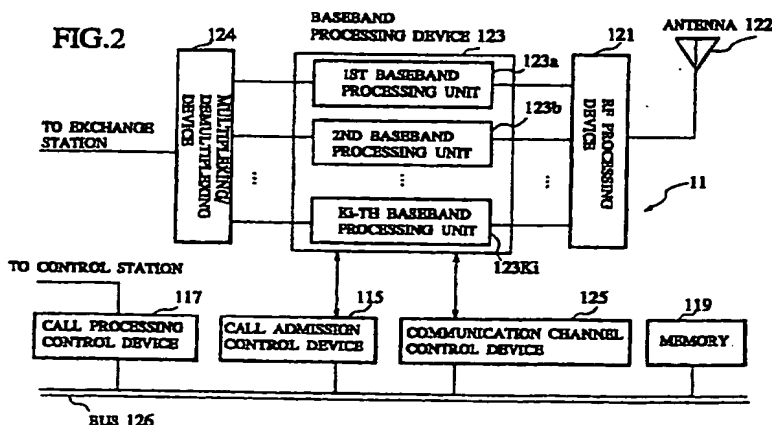 FIG.2
BASEBAND
PROCESSING DEVICE 123
124
121
ANTENNA 122
123a
1ST BASEBAND
PROCESSING UNIT
123b
2ND BASEBAND
PROCESSING UNIT
...
...
...
Ki-TH BASEBAND
PROCESSING UNIT
123Ki
MULTIPLEXING/
DEMULTIPLEXING
DEVICE
RF PROCESSING
DEVICE
TO EXCHANGE
STATION
11
TO CONTROL STATION
117
115
125
119
CALL PROCESSING
CONTROL DEVICE
CALL ADMISSION
CONTROL DEVICE
COMMUNICATION CHANNEL
CONTROL DEVICE
MEMORY
BUS 126